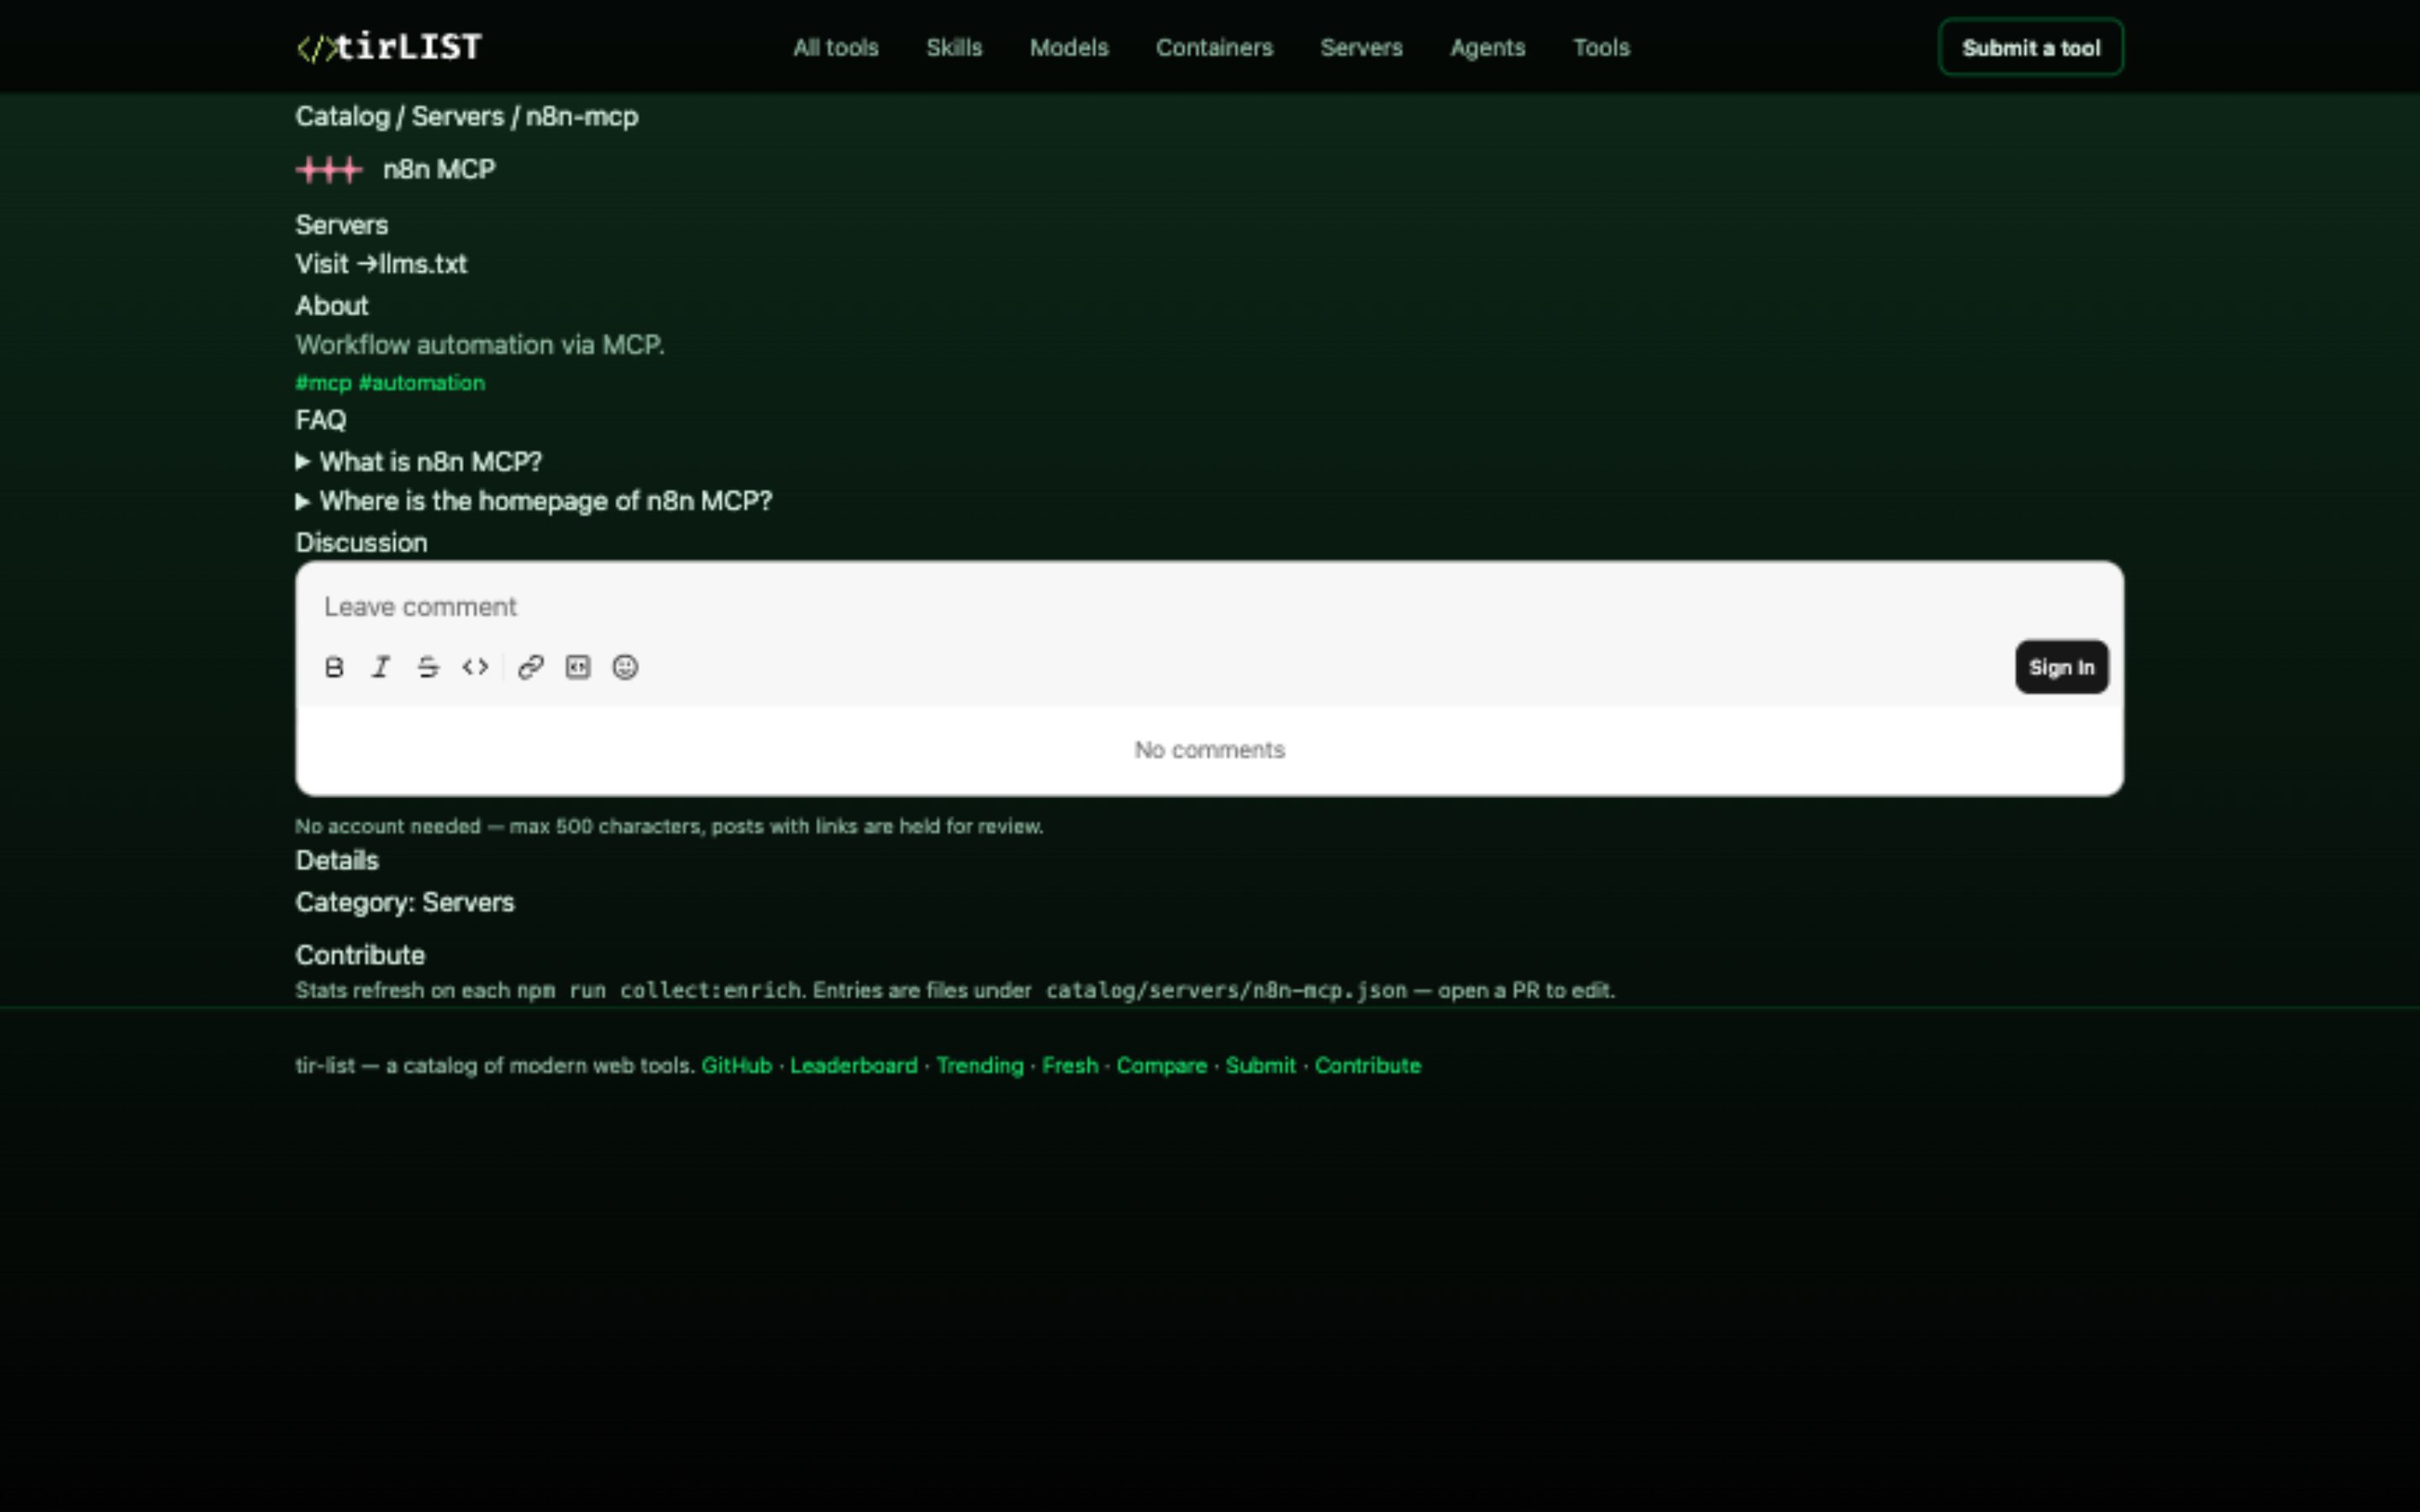 </>tirLIST
All tools Skills Models Containers Servers Agents Tools
Submit a tool
Catalog / Servers / n8n-mcp
n8n MCP
Servers
Visit →llms.txt
About
Workflow automation via MCP.
#mcp #automation
FAQ
▶ What is n8n MCP?
▶ Where is the homepage of n8n MCP?
Discussion
Leave comment
Sign In
No comments
No account needed — max 500 characters, posts with links are held for review.
Details
Category: Servers
Contribute
Stats refresh on each npm run collect:enrich. Entries are files under catalog/servers/n8n-mcp.json — open a PR to edit.
tir-list — a catalog of modern web tools. GitHub · Leaderboard · Trending · Fresh · Compare · Submit · Contribute